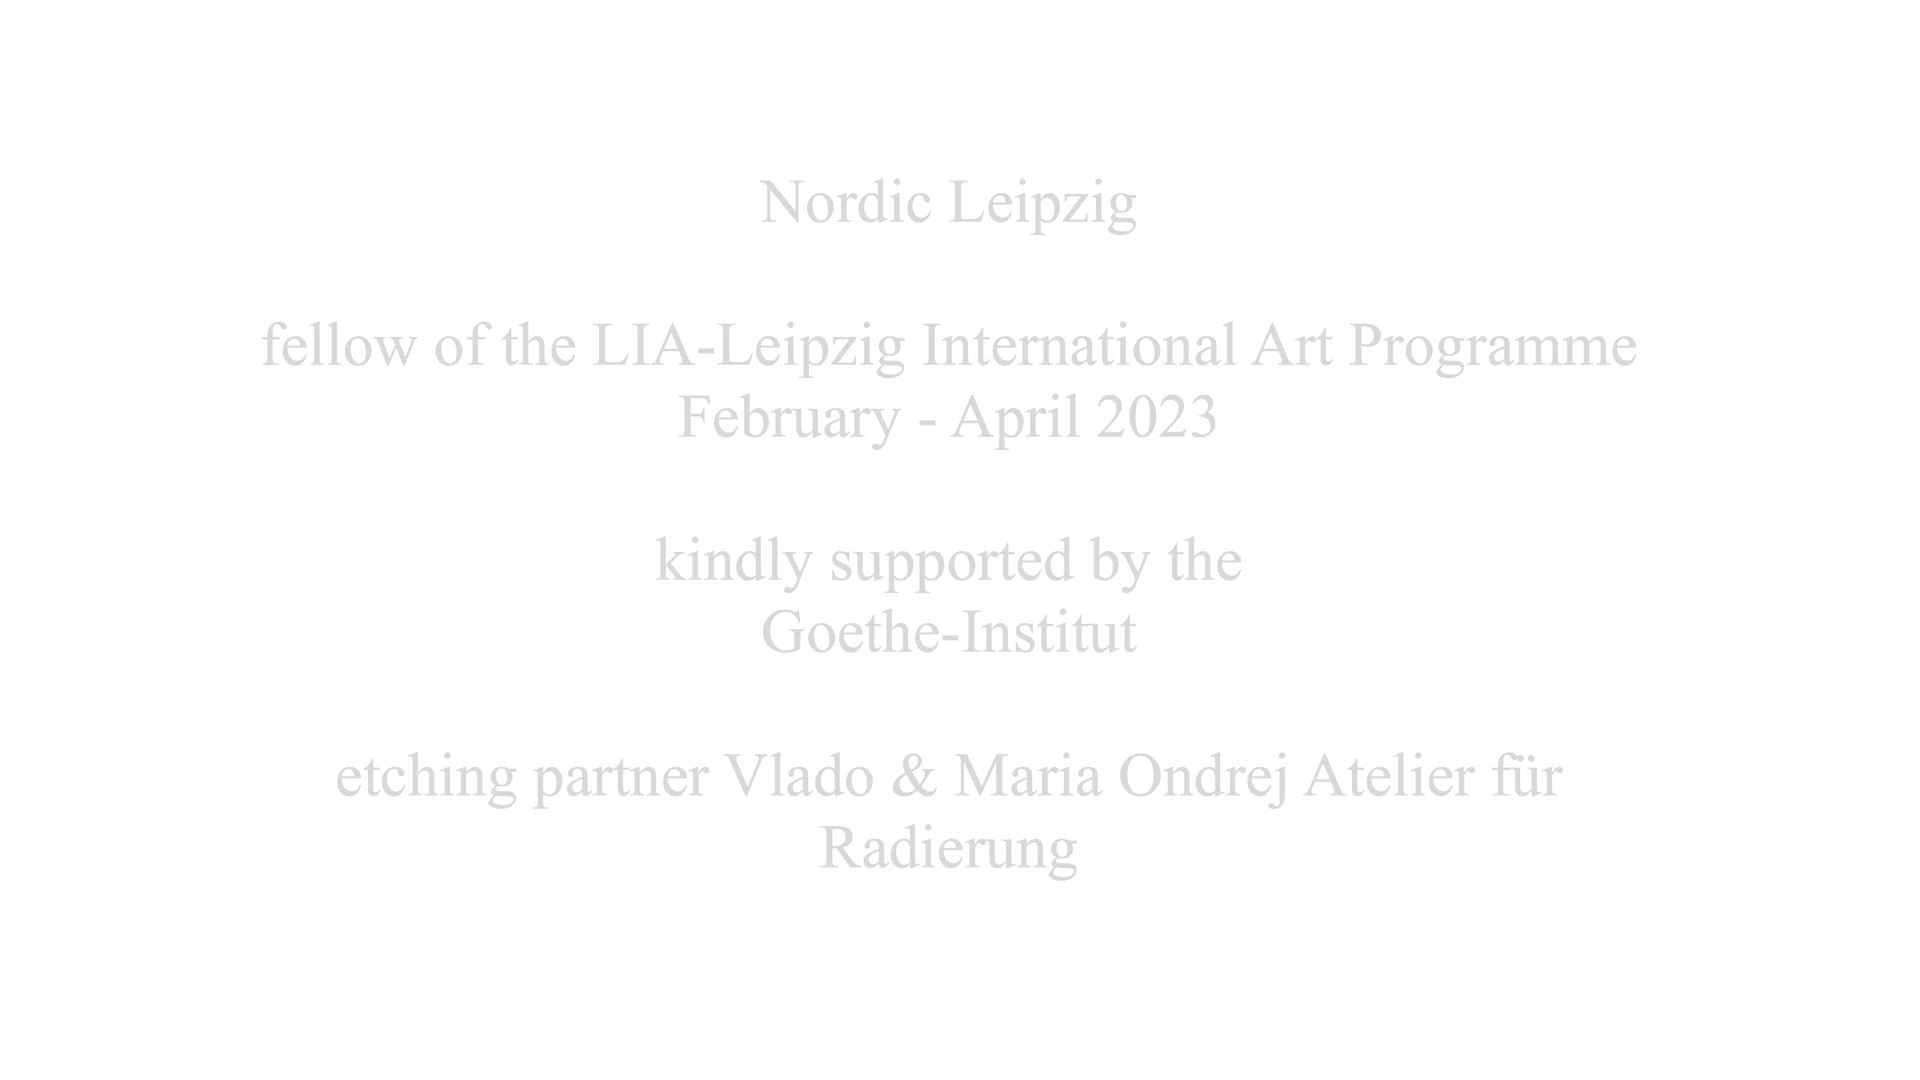 Nordic Leipzig
fellow of the LIA-Leipzig International Art Programme
February - April 2023
kindly supported by the
Goethe-Institut
etching partner Vlado & Maria Ondrej Atelier für
Radierung